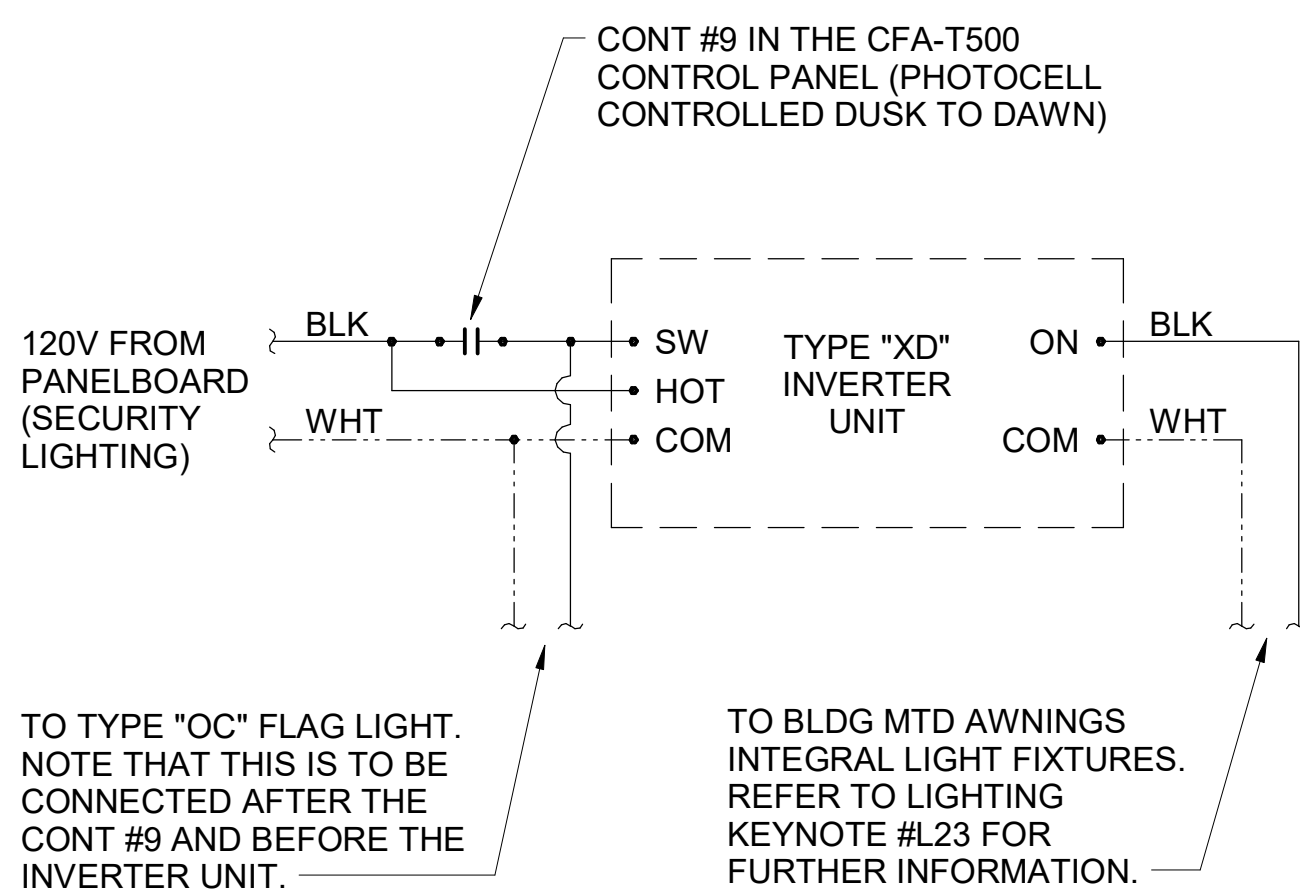 CONT #9 IN THE CFA-T500
CONTROL PANEL (PHOTOCELL
CONTROLLED DUSK TO DAWN)
120V FROM
PANELBOARD
(SECURITY
LIGHTING)
BLK
WHT
SW
HOT
COM
TYPE "XD"
INVERTER
UNIT
ON
COM
BLK
WHT
TO TYPE "OC" FLAG LIGHT.
NOTE THAT THIS IS TO BE
CONNECTED AFTER THE
CONT #9 AND BEFORE THE
INVERTER UNIT.
TO BLDG MTD AWNINGS
INTEGRAL LIGHT FIXTURES.
REFER TO LIGHTING
KEYNOTE #L23 FOR
FURTHER INFORMATION.